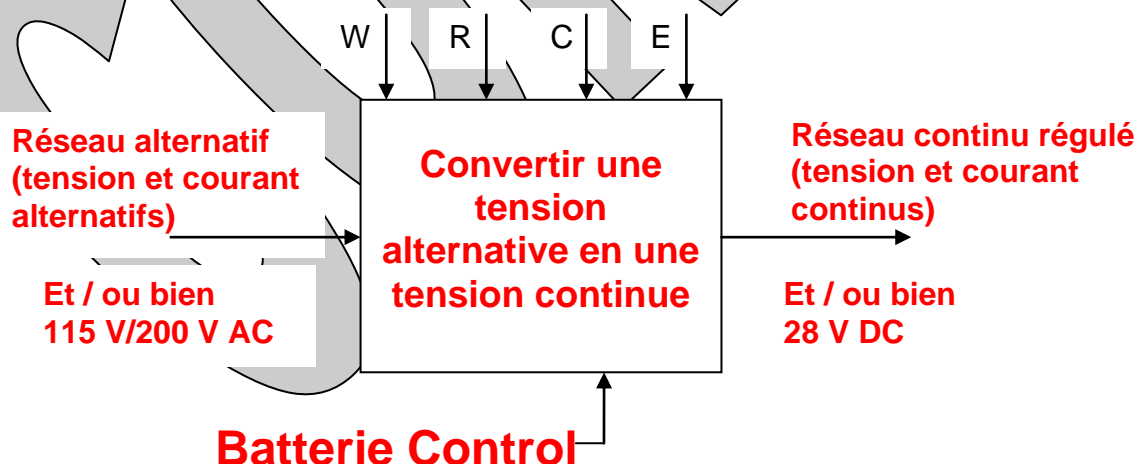 W R C E
Réseau alternatif
(tension et courant
alternatifs)
Et / ou bien
115 V/200 V AC
Convertir une
tension
alternative en une
tension continue
Réseau continu régulé
(tension et courant
continus)
Et / ou bien
28 V DC
Batterie Control